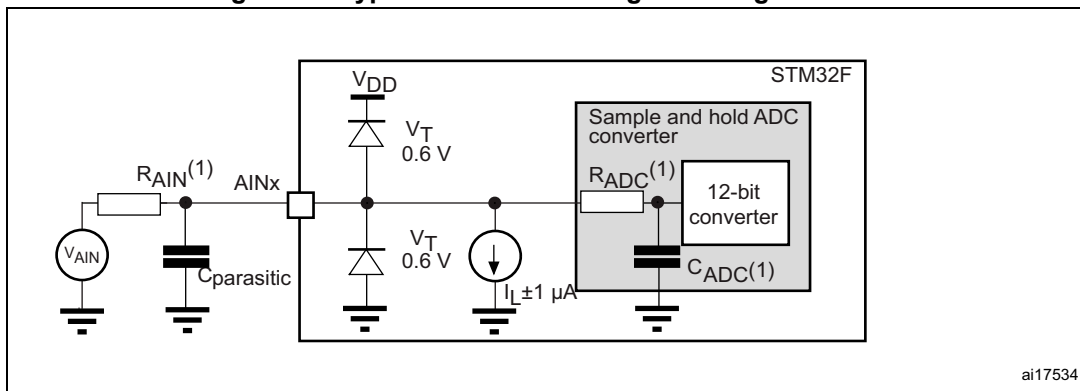 STM32F
VDD
Sample and hold ADC
converter
VT
0.6 V
RAIN(1)
AINx
RADC(1)
12-bit
converter
VAIN
Cparasitic
VT
0.6 V
IL±1 µA
CADC(1)
ai17534